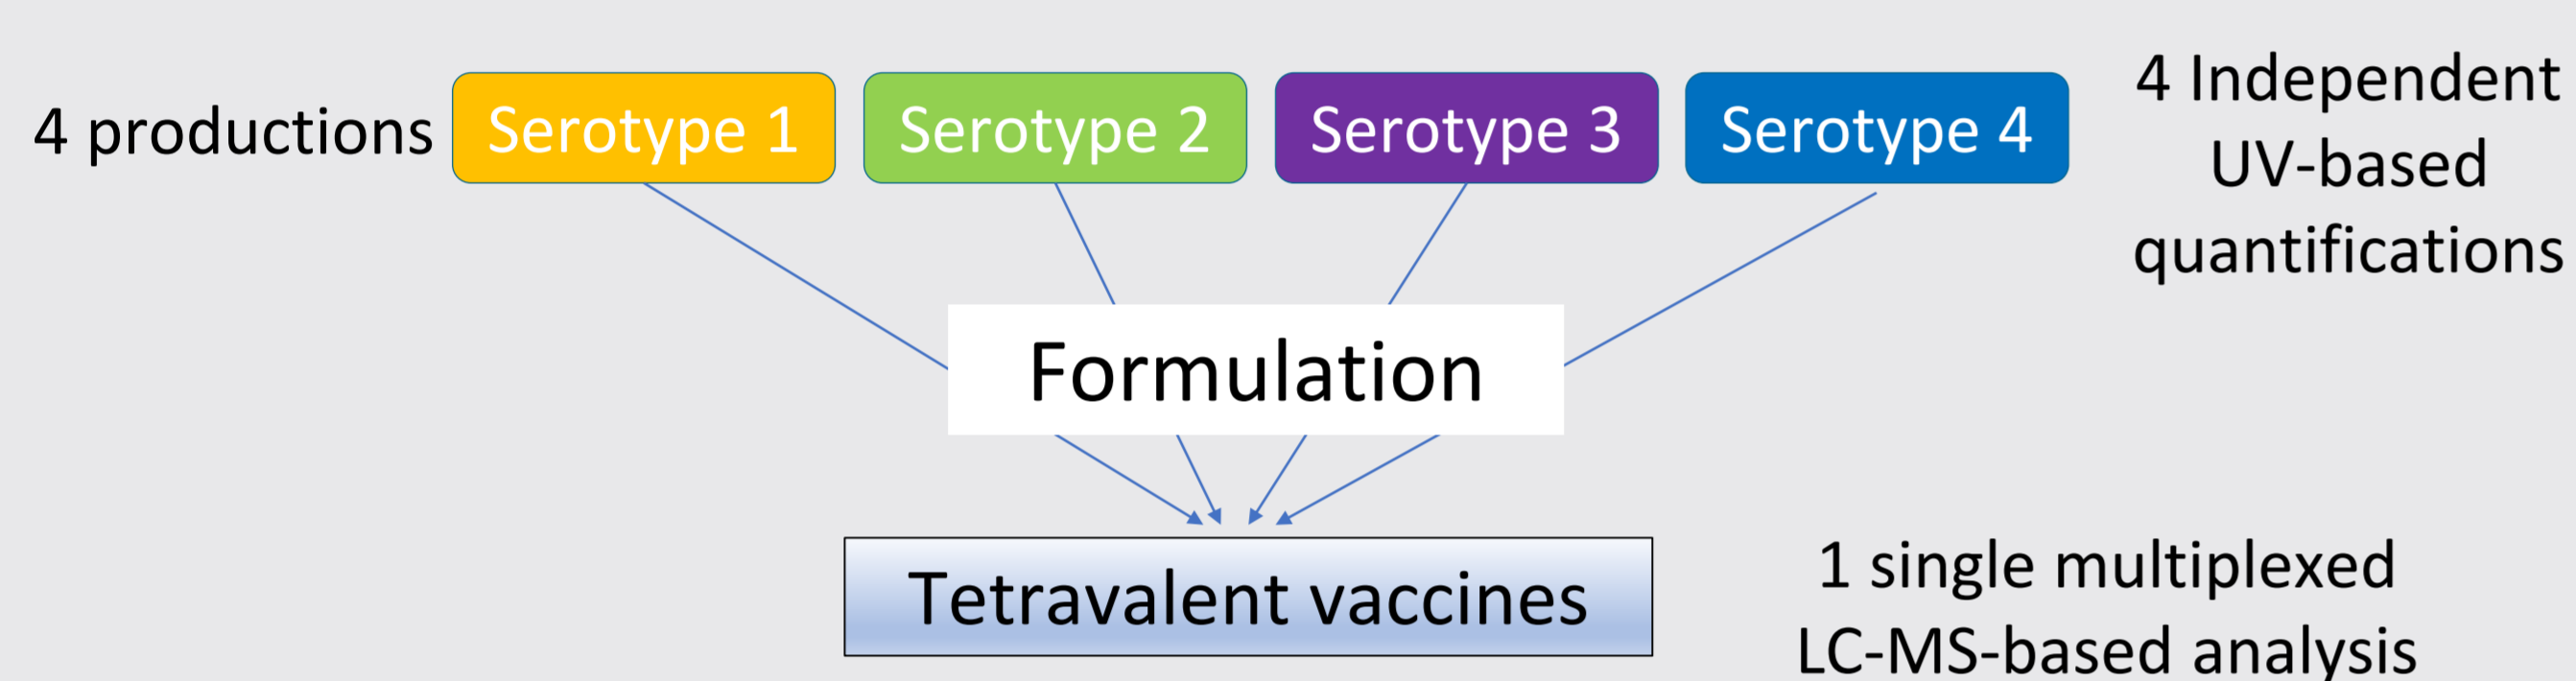 4 productions
Serotype 1
Serotype 2
Serotype 3
Serotype 4
4 Independent
UV-based
quantifications
Formulation
Tetravalent vaccines
1 single multiplexed
LC-MS-based analysis